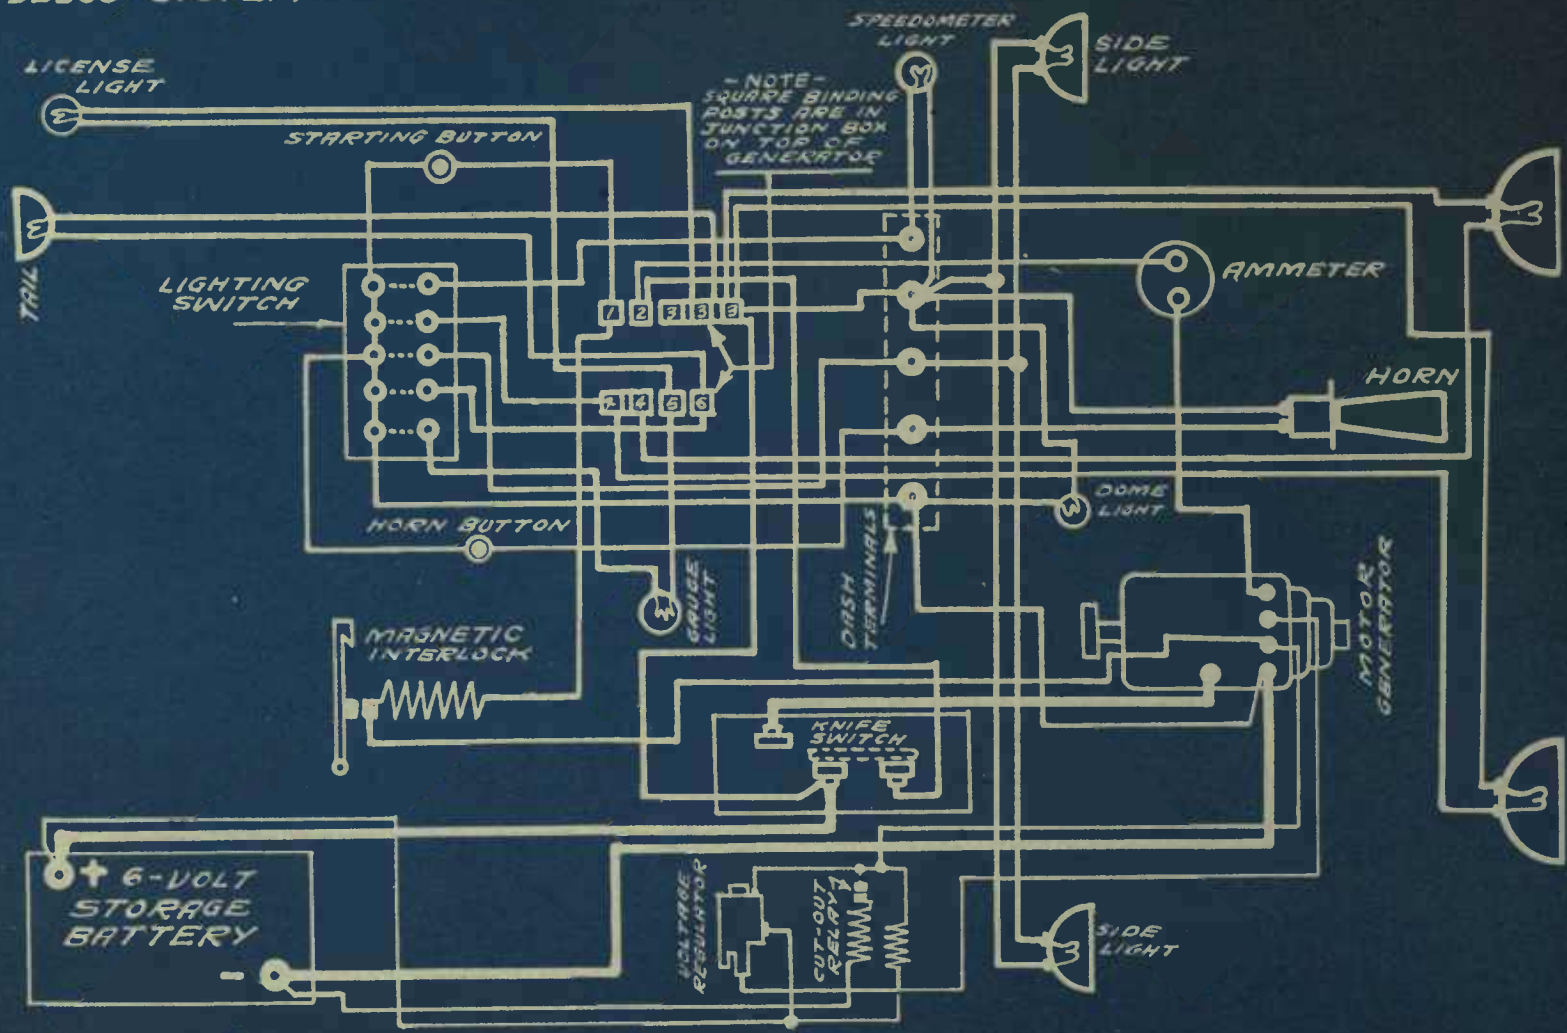 LICENSE
LIGHT
STARTING BUTTON
SPEEDOMETER
LIGHT
SIDE
LIGHT
-NOTE-
SQUARE BINDING
POSTS ARE IN
JUNCTION BOX
ON TOP OF
GENERATOR
TAIL
LIGHTING
SWITCH
AMMETER
1 2 3 3 3
HORN
4 5 6
HORN BUTTON
DOME
LIGHT
GAUGE
LIGHT
DASH
TERMINALS
MOTOR
GENERATOR
MAGNETIC
INTERLOCK
KNIFE
SWITCH
+ 6-VOLT
STORAGE
BATTERY
-
VOLTAGE
REGULATOR
CUT-OUT
RELAY
SIDE
LIGHT